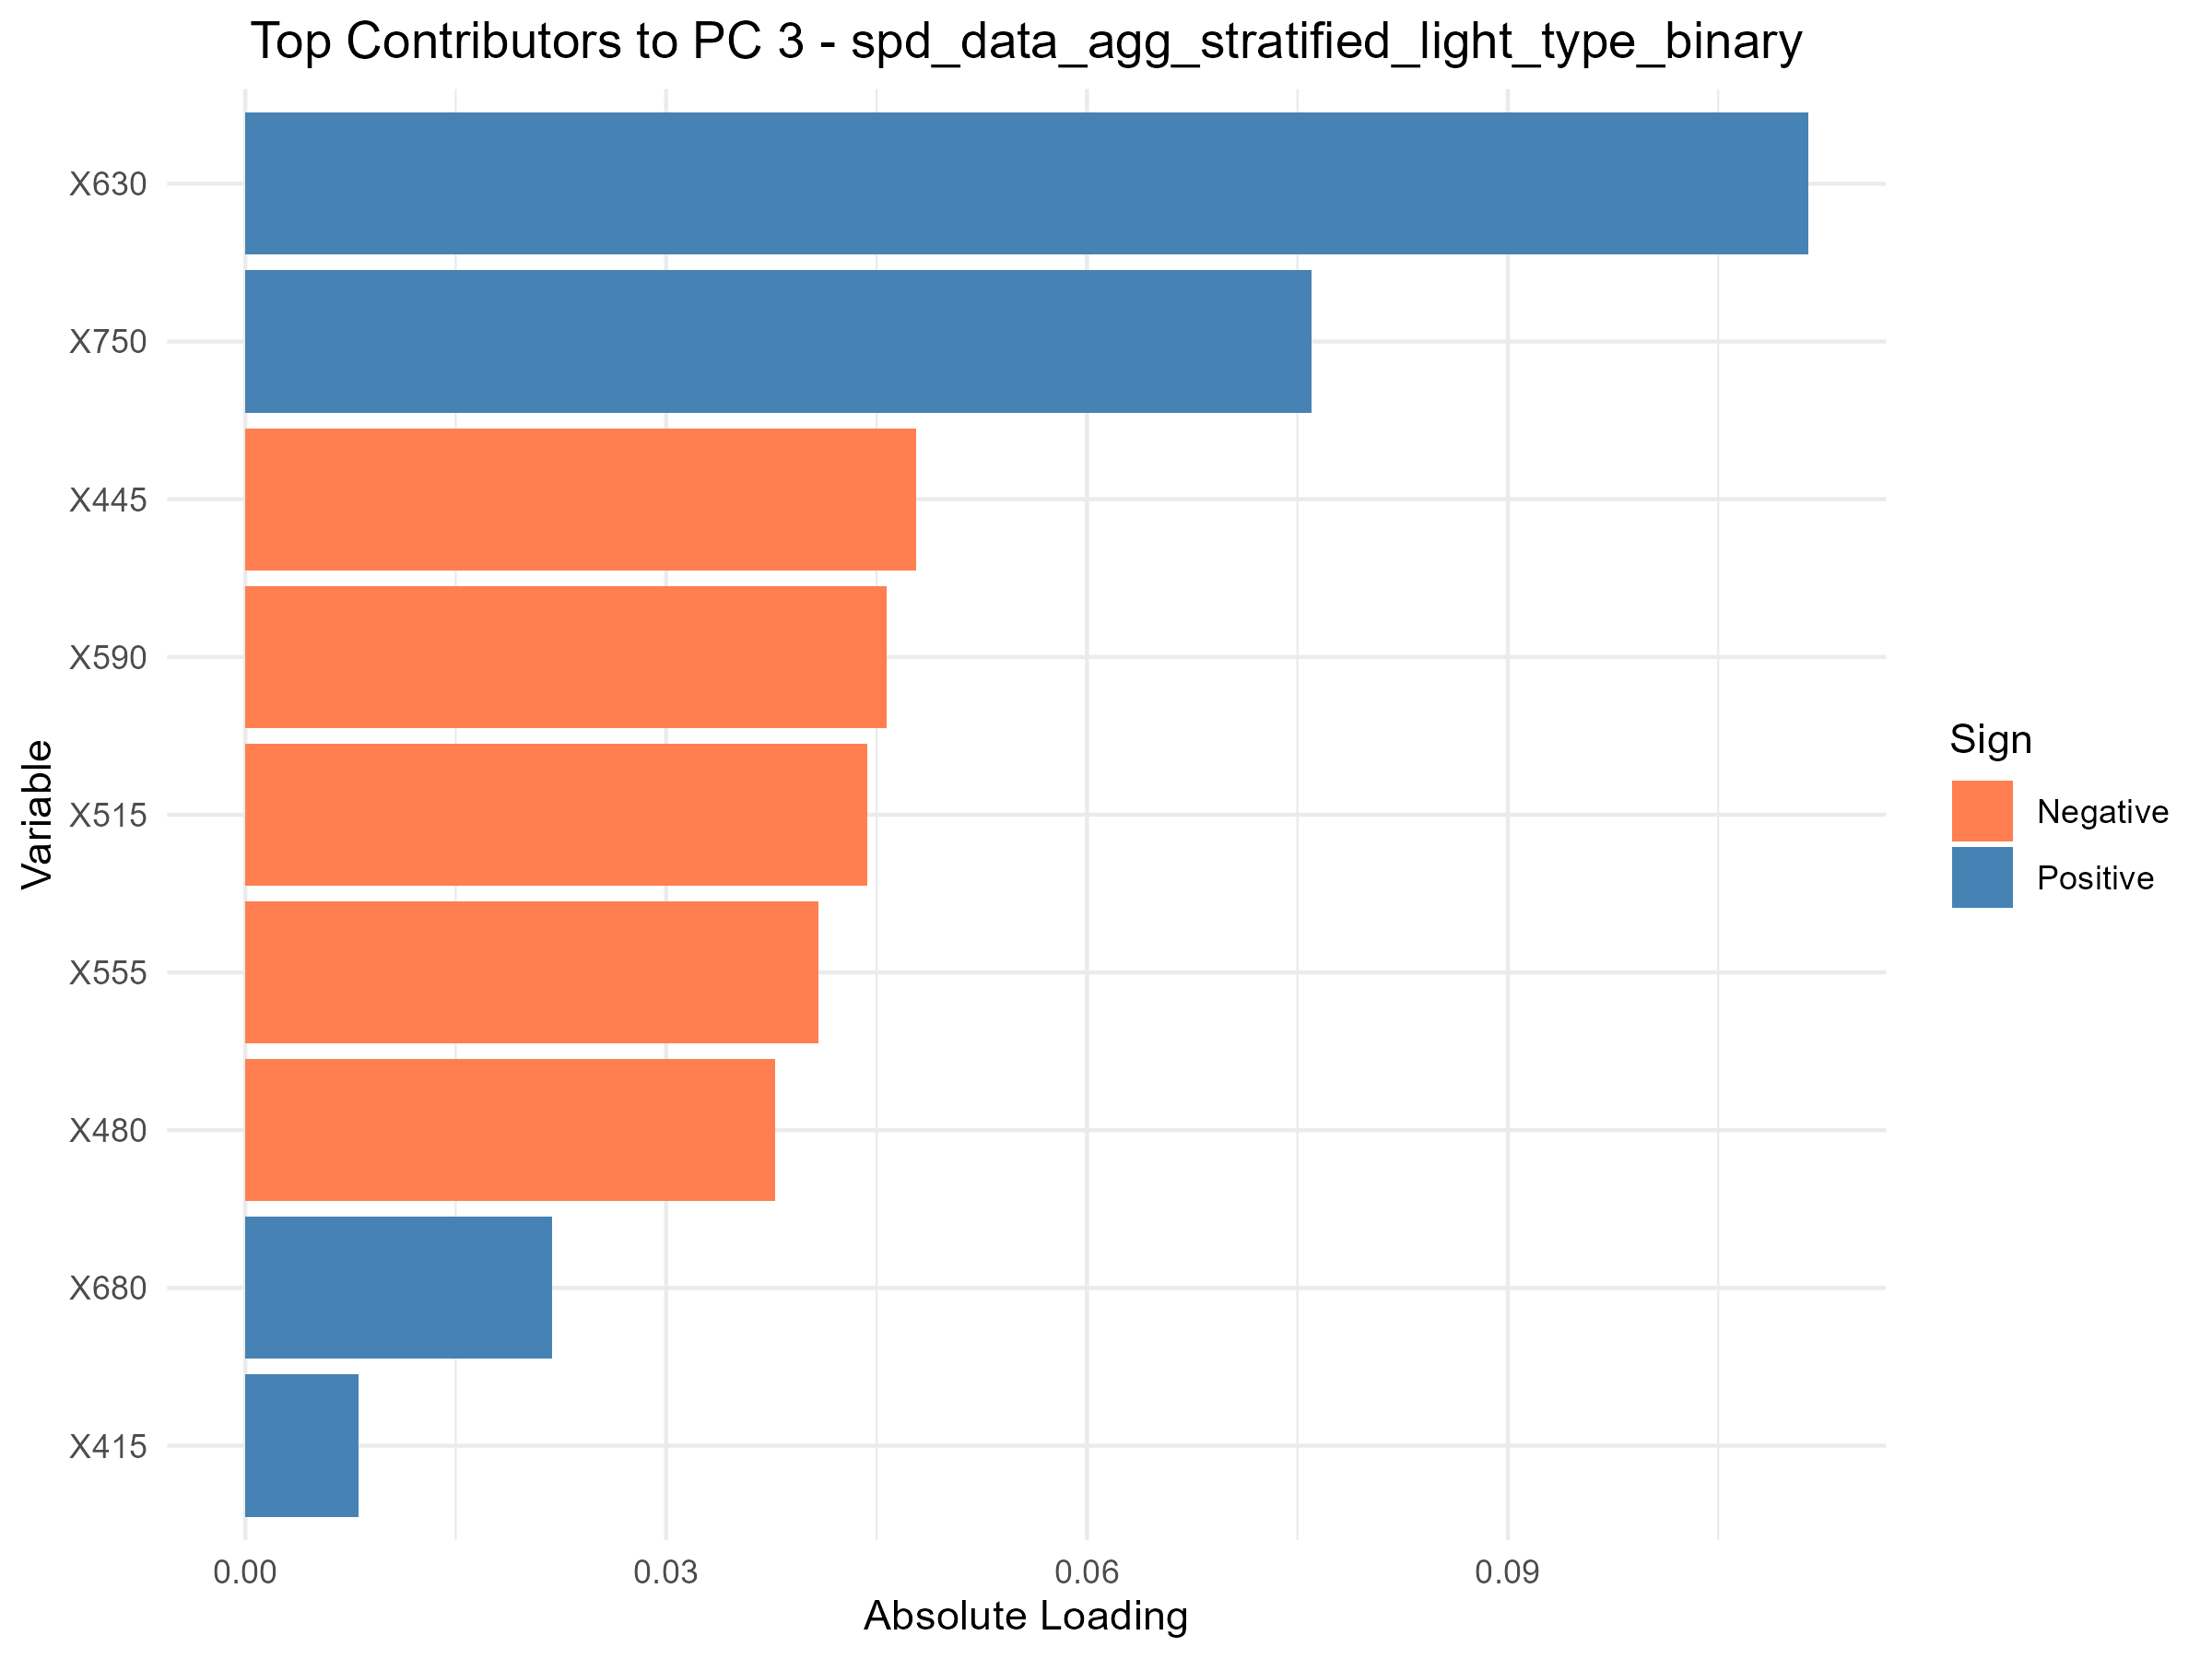 Top Contributors to PC 3 - spd_data_agg_stratified_light_type_binary
X630
X750
X445
X590
X515
X555
X480
X680
X415
Variable
0.00 0.03 0.06 0.09
Absolute Loading
Sign
Negative
Positive